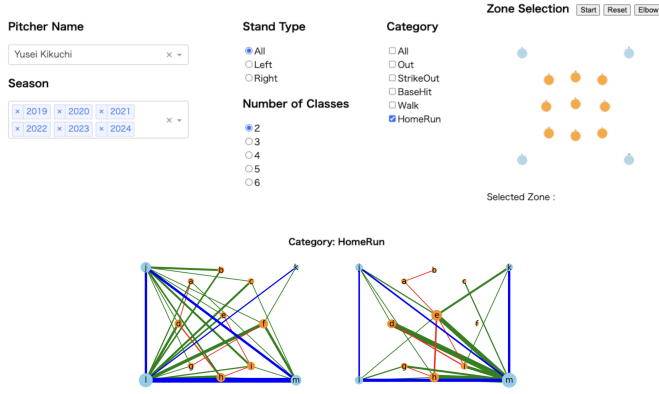 Zone Selection Start Reset Elbow
Pitcher Name
Stand Type
Category
Yusei Kikuchi
All
Left
Right
All
Out
StrikeOut
BaseHit
Walk
HomeRun
Season
× 2019 × 2020 × 2021
× 2022 × 2023 × 2024
Number of Classes
2
3
4
5
6
Selected Zone :
Category: HomeRun
j b k
a c
d e f
g h i
l m
j b k
a c
d e f
g h i
l m